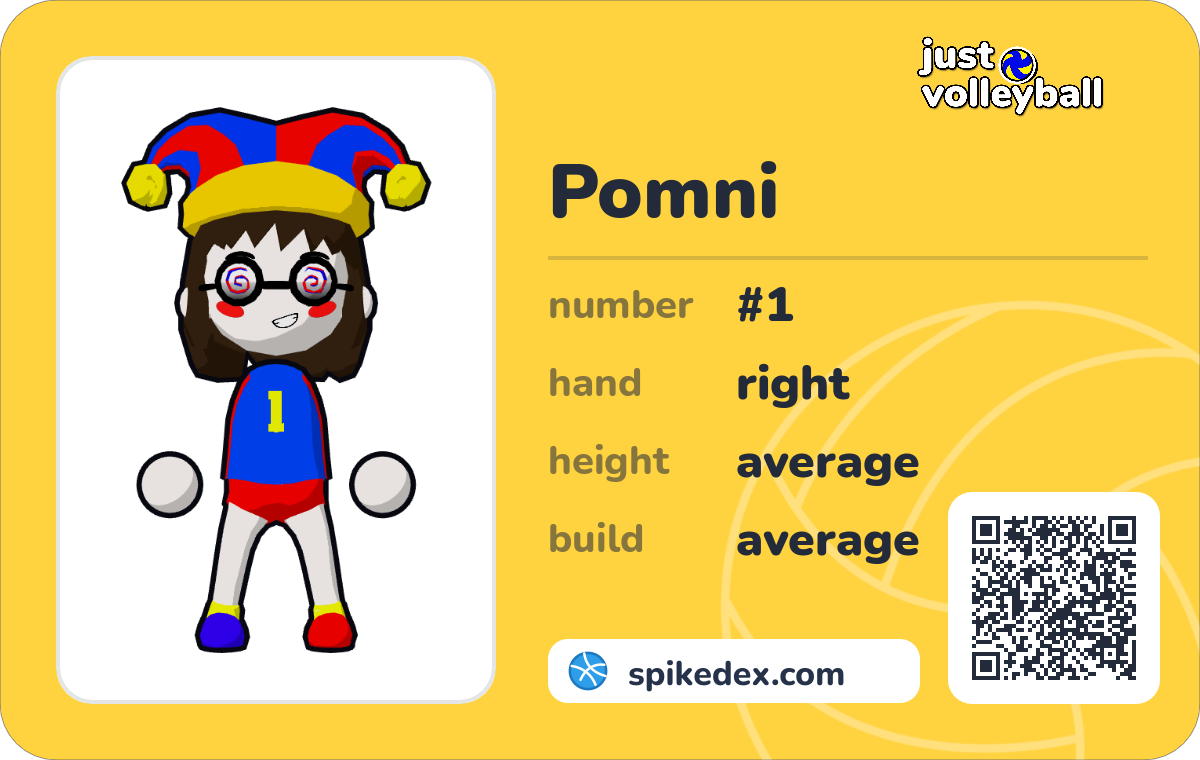 just
volleyball
Pomni
number #1
hand right
height average
build average
1
spikedex.com